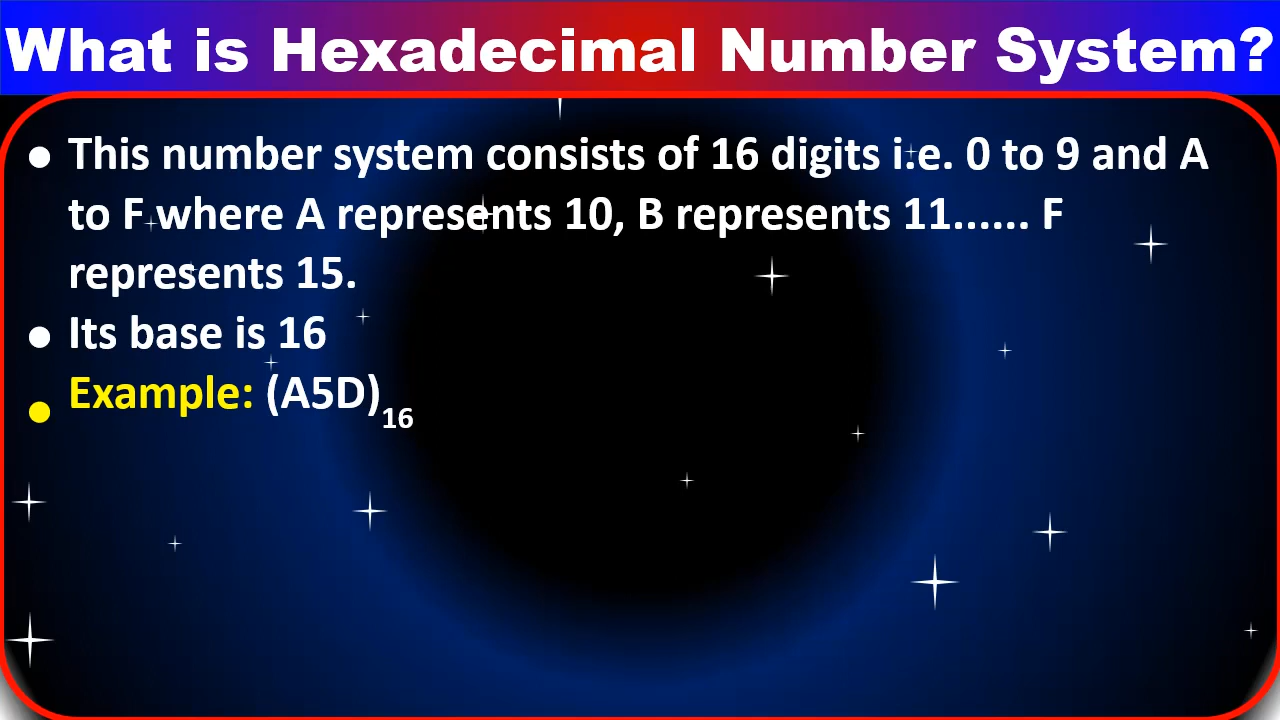 What is Hexadecimal Number System?
• This number system consists of 16 digits i.e. 0 to 9 and A
to F where A represents 10, B represents 11...... F
represents 15.
• Its base is 16
• Example: (A5D)₁₆